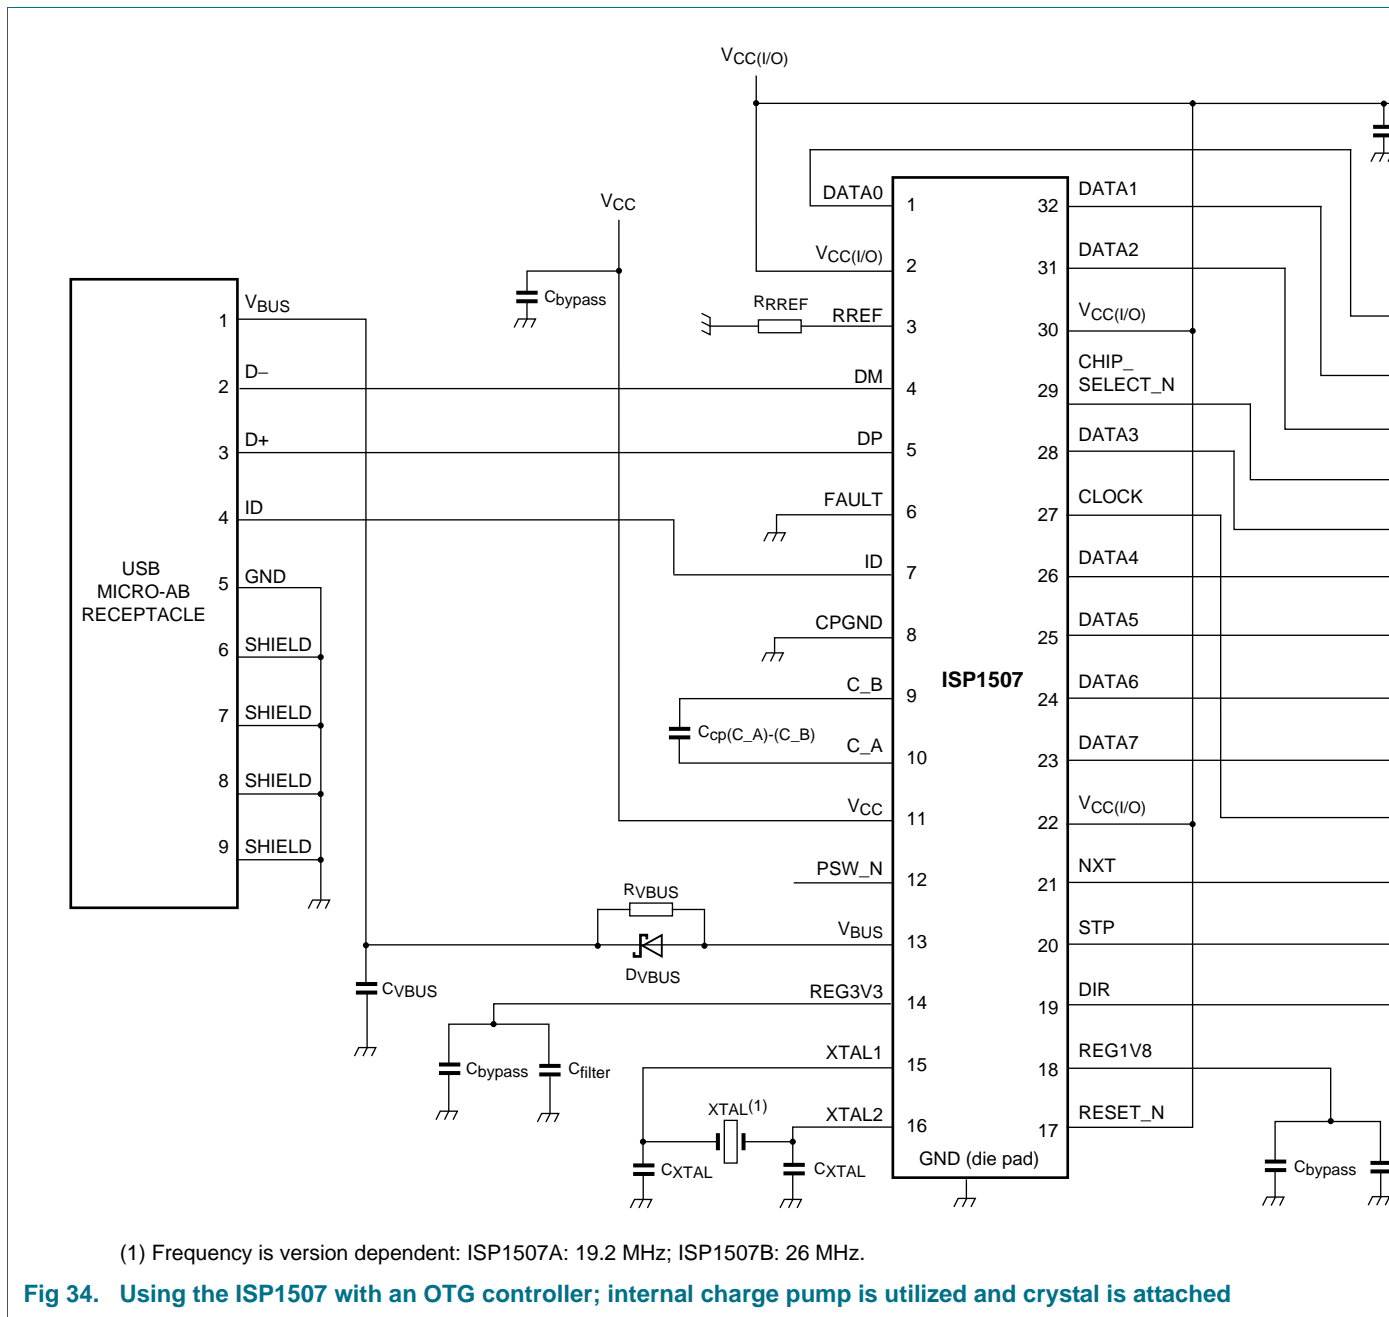 VCC(I/O)
VCC
Cbypass
USB
MICRO-AB
RECEPTACLE
1 VBUS
2 D−
3 D+
4 ID
5 GND
6 SHIELD
7 SHIELD
8 SHIELD
9 SHIELD
ISP1507
DATA0 1
VCC(I/O) 2
RRREF
RREF 3
DM 4
DP 5
FAULT 6
ID 7
CPGND 8
C_B 9
Ccp(C_A)-(C_B)
C_A 10
VCC 11
PSW_N 12
RVBUS
VBUS 13
DVBUS
CVBUS
REG3V3 14
Cbypass
Cfilter
XTAL1 15
XTAL(1)
XTAL2 16
CXTAL
CXTAL
GND (die pad)
32 DATA1
31 DATA2
30 VCC(I/O)
CHIP_
29 SELECT_N
28 DATA3
27 CLOCK
26 DATA4
25 DATA5
24 DATA6
23 DATA7
22 VCC(I/O)
21 NXT
20 STP
19 DIR
18 REG1V8
17 RESET_N
Cbypass
(1) Frequency is version dependent: ISP1507A: 19.2 MHz; ISP1507B: 26 MHz.
Fig 34. Using the ISP1507 with an OTG controller; internal charge pump is utilized and crystal is attached